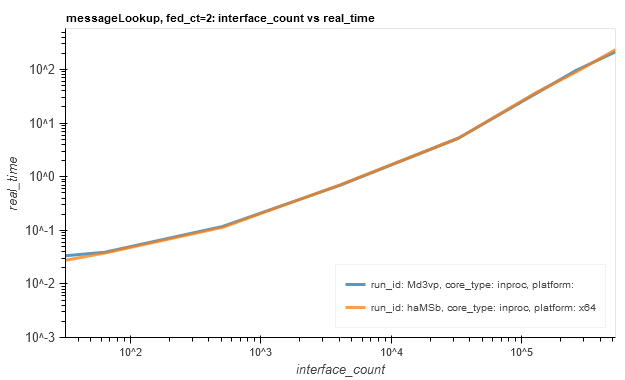 messageLookup, fed_ct=2: interface_count vs real_time
10^2
10^1
10^0
10^-1
10^-2
10^-3
real_time
run_id: Md3vp, core_type: inproc, platform:
run_id: haMSb, core_type: inproc, platform: x64
10^2 10^3 10^4 10^5
interface_count